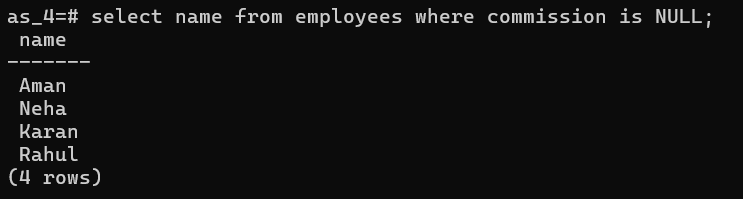 as_4=# select name from employees where commission is NULL;
 name
-------
 Aman
 Neha
 Karan
 Rahul
(4 rows)